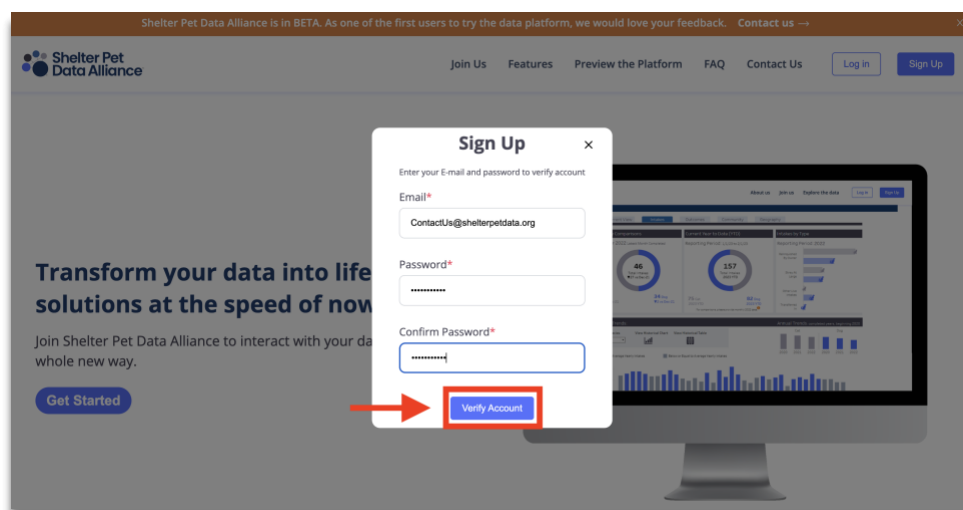 Shelter Pet Data Alliance is in BETA. As one of the first users to try the data platform, we would love your feedback. Contact us → ×
Shelter Pet
Data Alliance
Join Us Features Preview the Platform FAQ Contact Us Log in Sign Up
Sign Up ×
Enter your E-mail and password to verify account
Email*
ContactUs@shelterpetdata.org
Password*
Confirm Password*
Verify Account
Transform your data into life
solutions at the speed of now
Join Shelter Pet Data Alliance to interact with your da
whole new way.
Get Started
About us Join us Explore the data Log in Sign Up
46
157